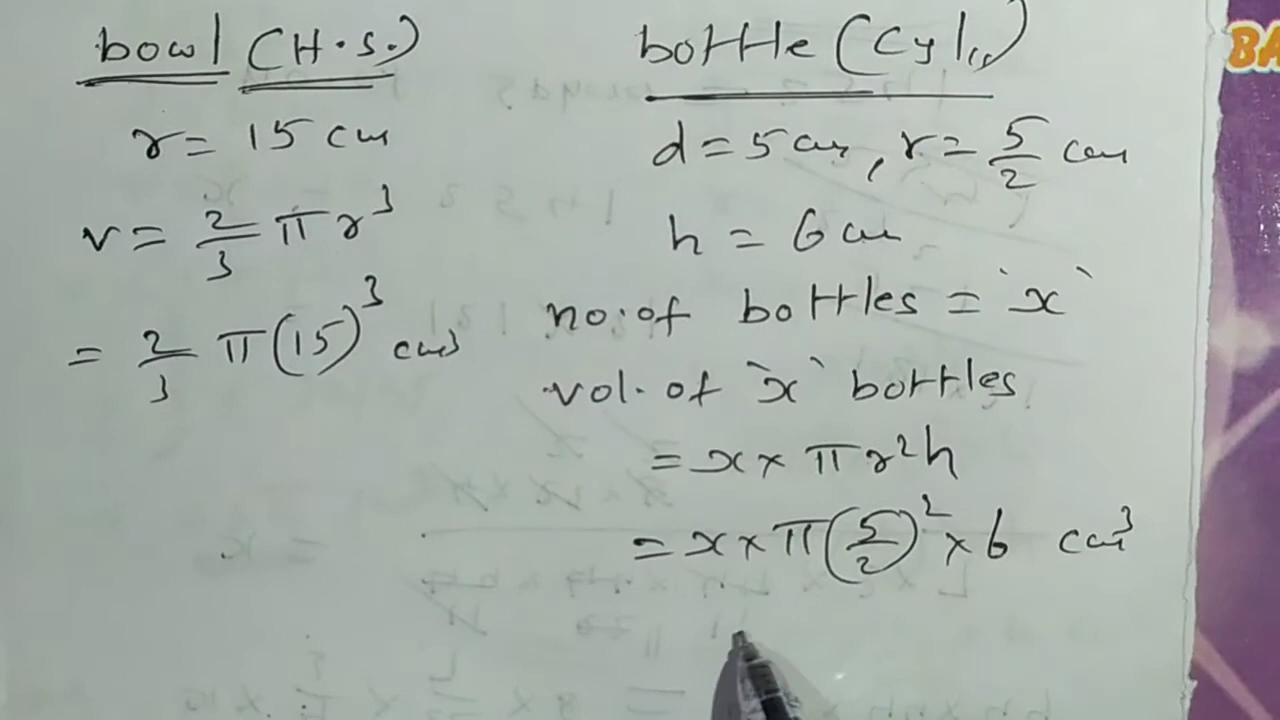 bowl (H.S.)
r = 15 cm
v = 2/3 π r³
= 2/3 π (15)³ cm³
bottle (Cyl.)
d = 5 cm, r = 5/2 cm
h = 6 cm
no. of bottles = `x`
vol. of `x` bottles
= x × π r² h
= x × π (5/2)² × 6 cm³
BA